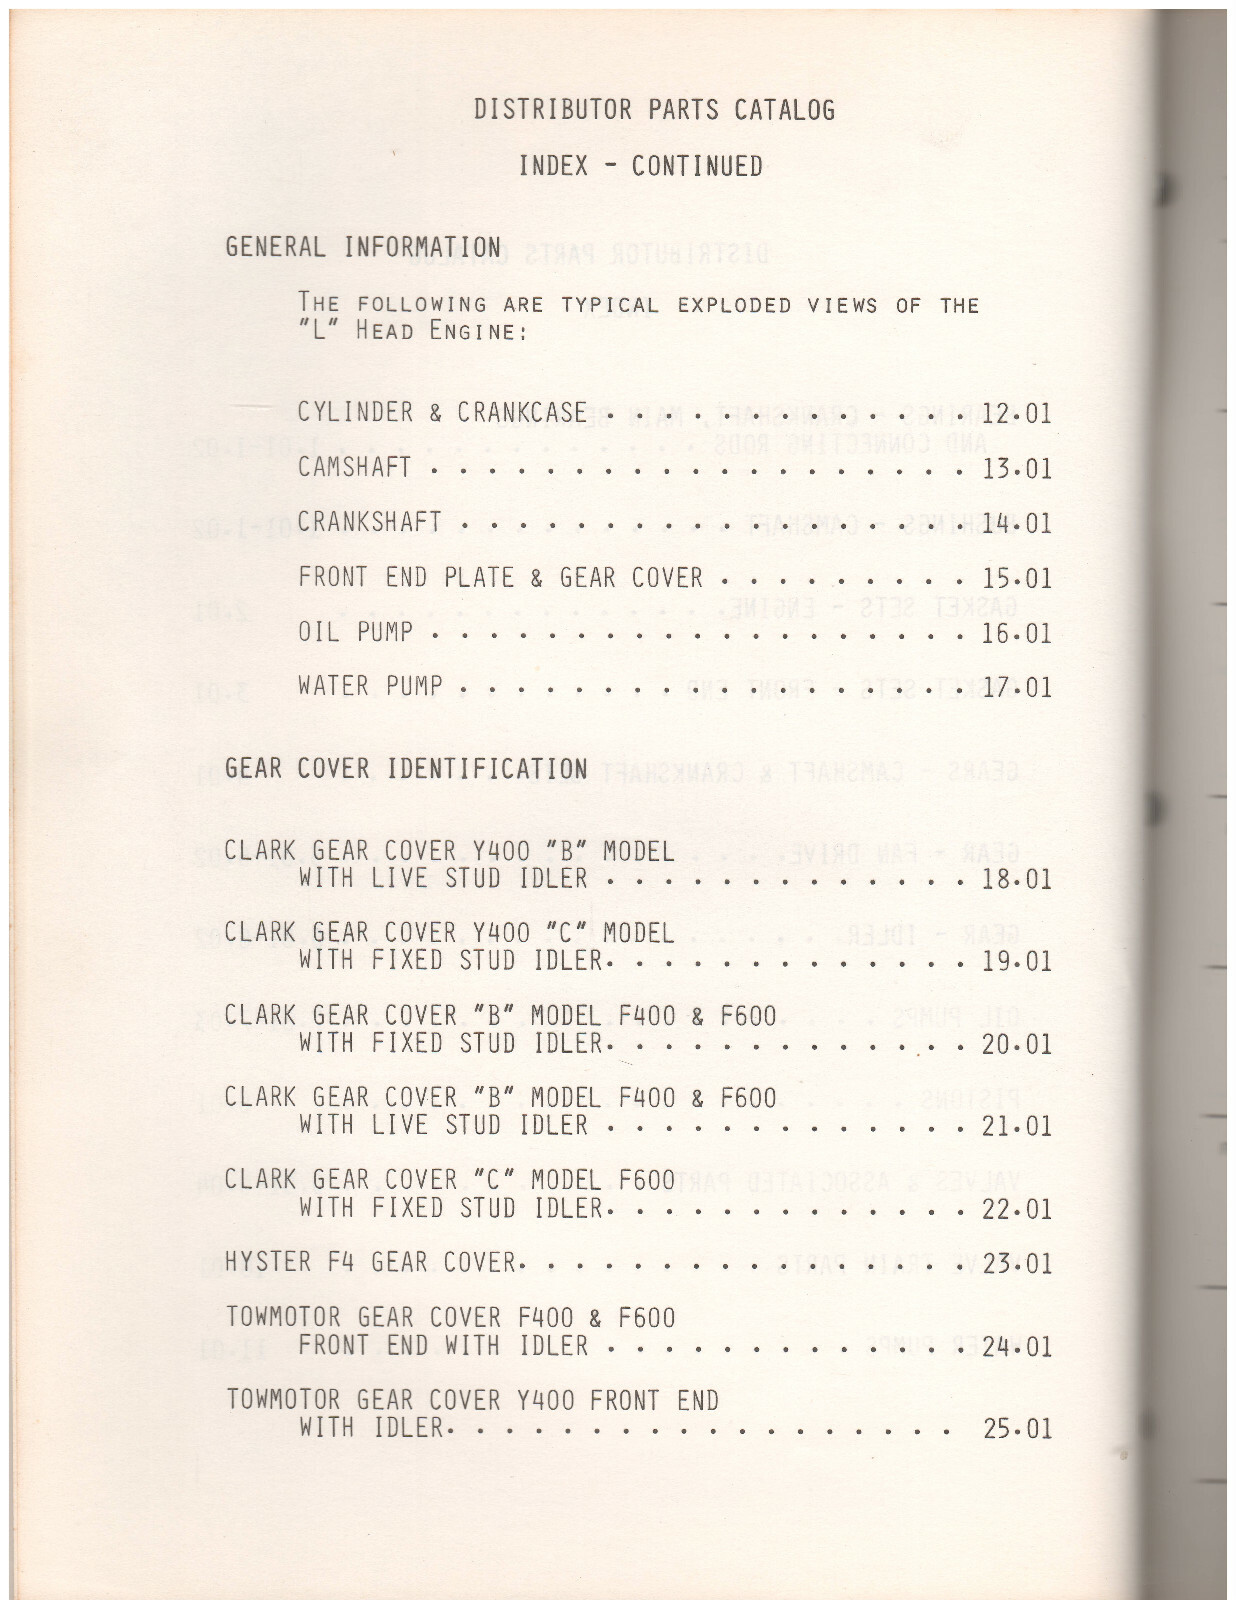 DISTRIBUTOR PARTS CATALOG
INDEX - CONTINUED
GENERAL INFORMATION
THE FOLLOWING ARE TYPICAL EXPLODED VIEWS OF THE
"L" HEAD ENGINE:
CYLINDER & CRANKCASE . . . . . . . . . . . . . 12.01
CAMSHAFT . . . . . . . . . . . . . . . . . . . 13.01
CRANKSHAFT . . . . . . . . . . . . . . . . . . 14.01
FRONT END PLATE & GEAR COVER . . . . . . . . . 15.01
OIL PUMP . . . . . . . . . . . . . . . . . . . 16.01
WATER PUMP . . . . . . . . . . . . . . . . . . 17.01
GEAR COVER IDENTIFICATION
CLARK GEAR COVER Y400 "B" MODEL
WITH LIVE STUD IDLER . . . . . . . . . . . . . 18.01
CLARK GEAR COVER Y400 "C" MODEL
WITH FIXED STUD IDLER. . . . . . . . . . . . . 19.01
CLARK GEAR COVER "B" MODEL F400 & F600
WITH FIXED STUD IDLER. . . . . . . . . . . . . 20.01
CLARK GEAR COVER "B" MODEL F400 & F600
WITH LIVE STUD IDLER . . . . . . . . . . . . . 21.01
CLARK GEAR COVER "C" MODEL F600
WITH FIXED STUD IDLER. . . . . . . . . . . . . 22.01
HYSTER F4 GEAR COVER. . . . . . . . . . . . . . . 23.01
TOWMOTOR GEAR COVER F400 & F600
FRONT END WITH IDLER . . . . . . . . . . . . . 24.01
TOWMOTOR GEAR COVER Y400 FRONT END
WITH IDLER. . . . . . . . . . . . . . . . . . 25.01